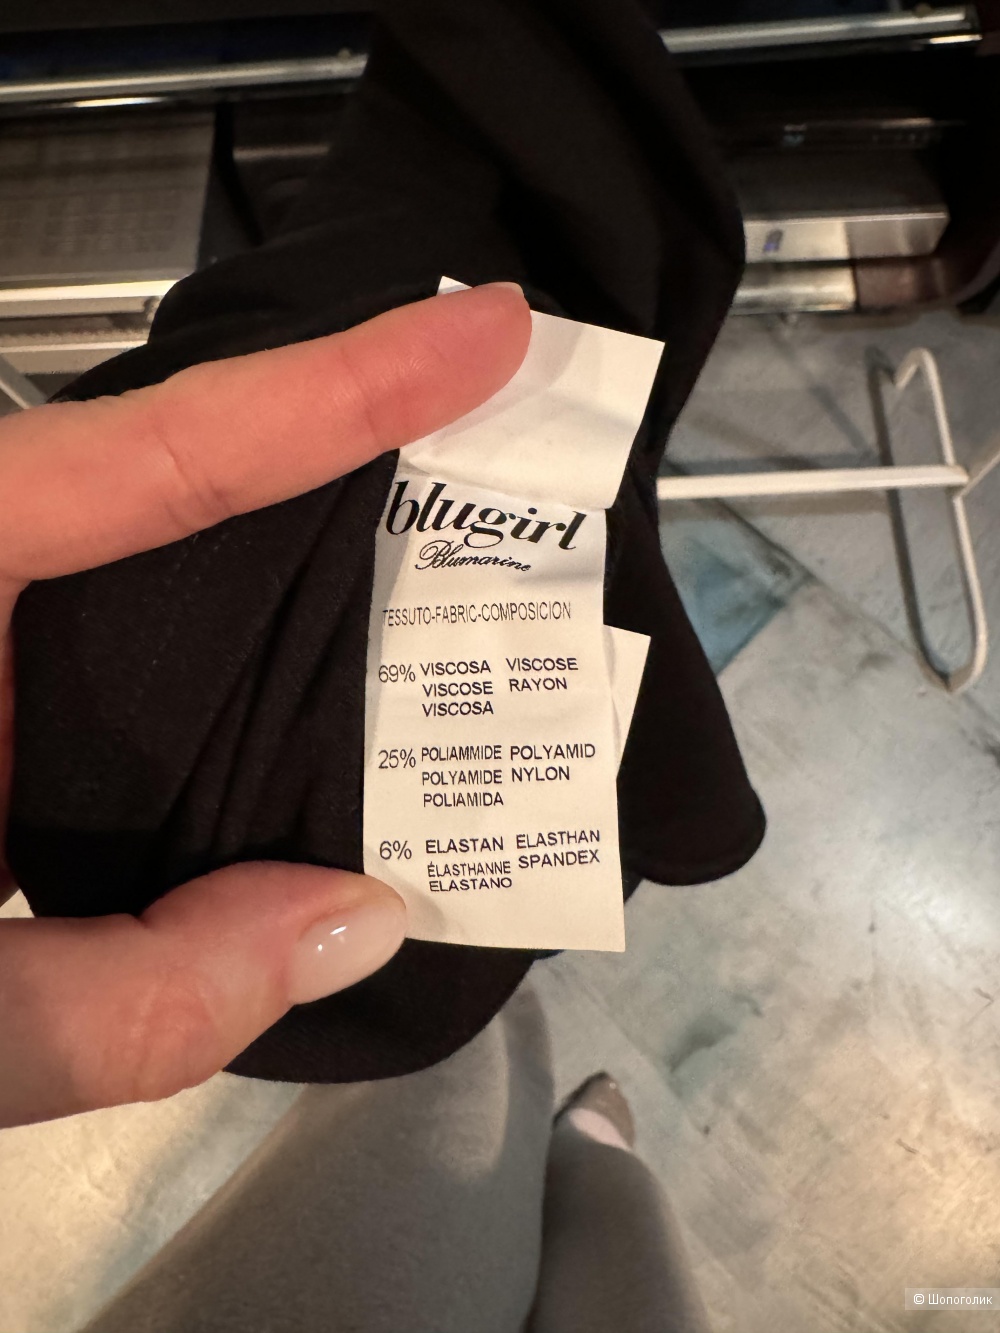 blugirl
Blumarine
TESSUTO-FABRIC-COMPOSICION
69% VISCOSA VISCOSE
VISCOSE RAYON
VISCOSA
25% POLIAMMIDE POLYAMID
POLYAMIDE NYLON
POLIAMIDA
6% ELASTAN ELASTHAN
ÉLASTHANNE SPANDEX
ELASTANO
© Шопоголик